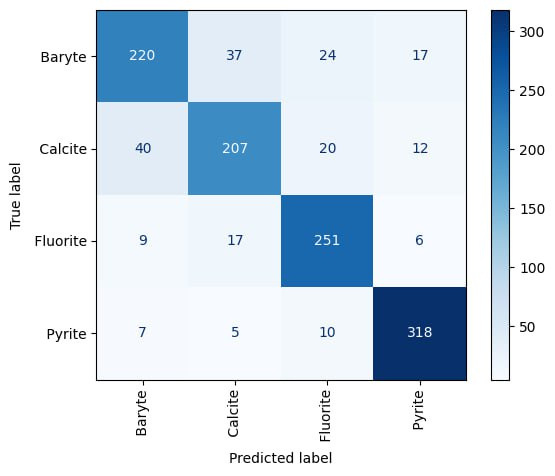 Baryte 220 37 24 17
Calcite 40 207 20 12
Fluorite 9 17 251 6
Pyrite 7 5 10 318
True label
Baryte Calcite Fluorite Pyrite
Predicted label
300
250
200
150
100
50